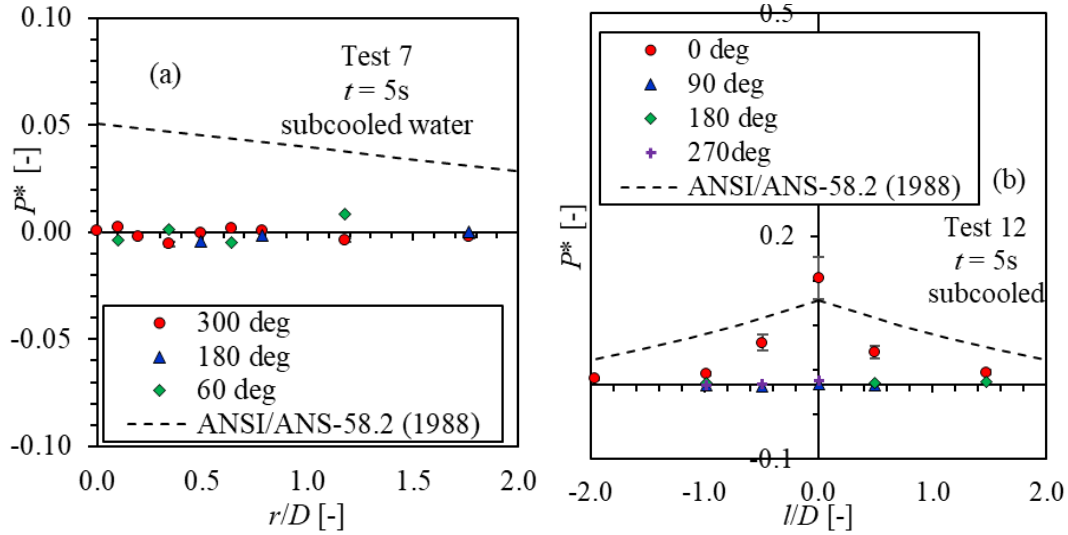 0.10
0.05
0.00
-0.05
-0.10
P* [-]
(a)
Test 7
t = 5s
subcooled water
300 deg
180 deg
60 deg
ANSI/ANS-58.2 (1988)
0.0
0.5
1.0
1.5
2.0
r/D [-]
0.5
0.2
-0.1
P* [-]
0 deg
90 deg
180 deg
270deg
ANSI/ANS-58.2 (1988)
(b)
Test 12
t = 5s
subcooled
-2.0
-1.0
0.0
1.0
2.0
l/D [-]